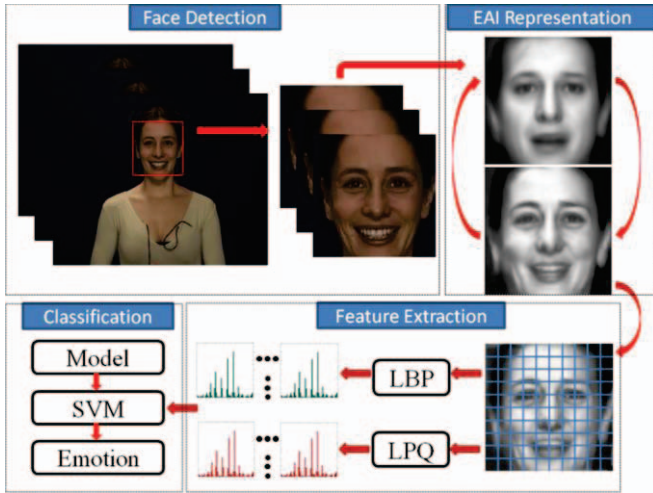 Face Detection
EAI Representation
Classification
Model
SVM
Emotion
Feature Extraction
LBP
LPQ